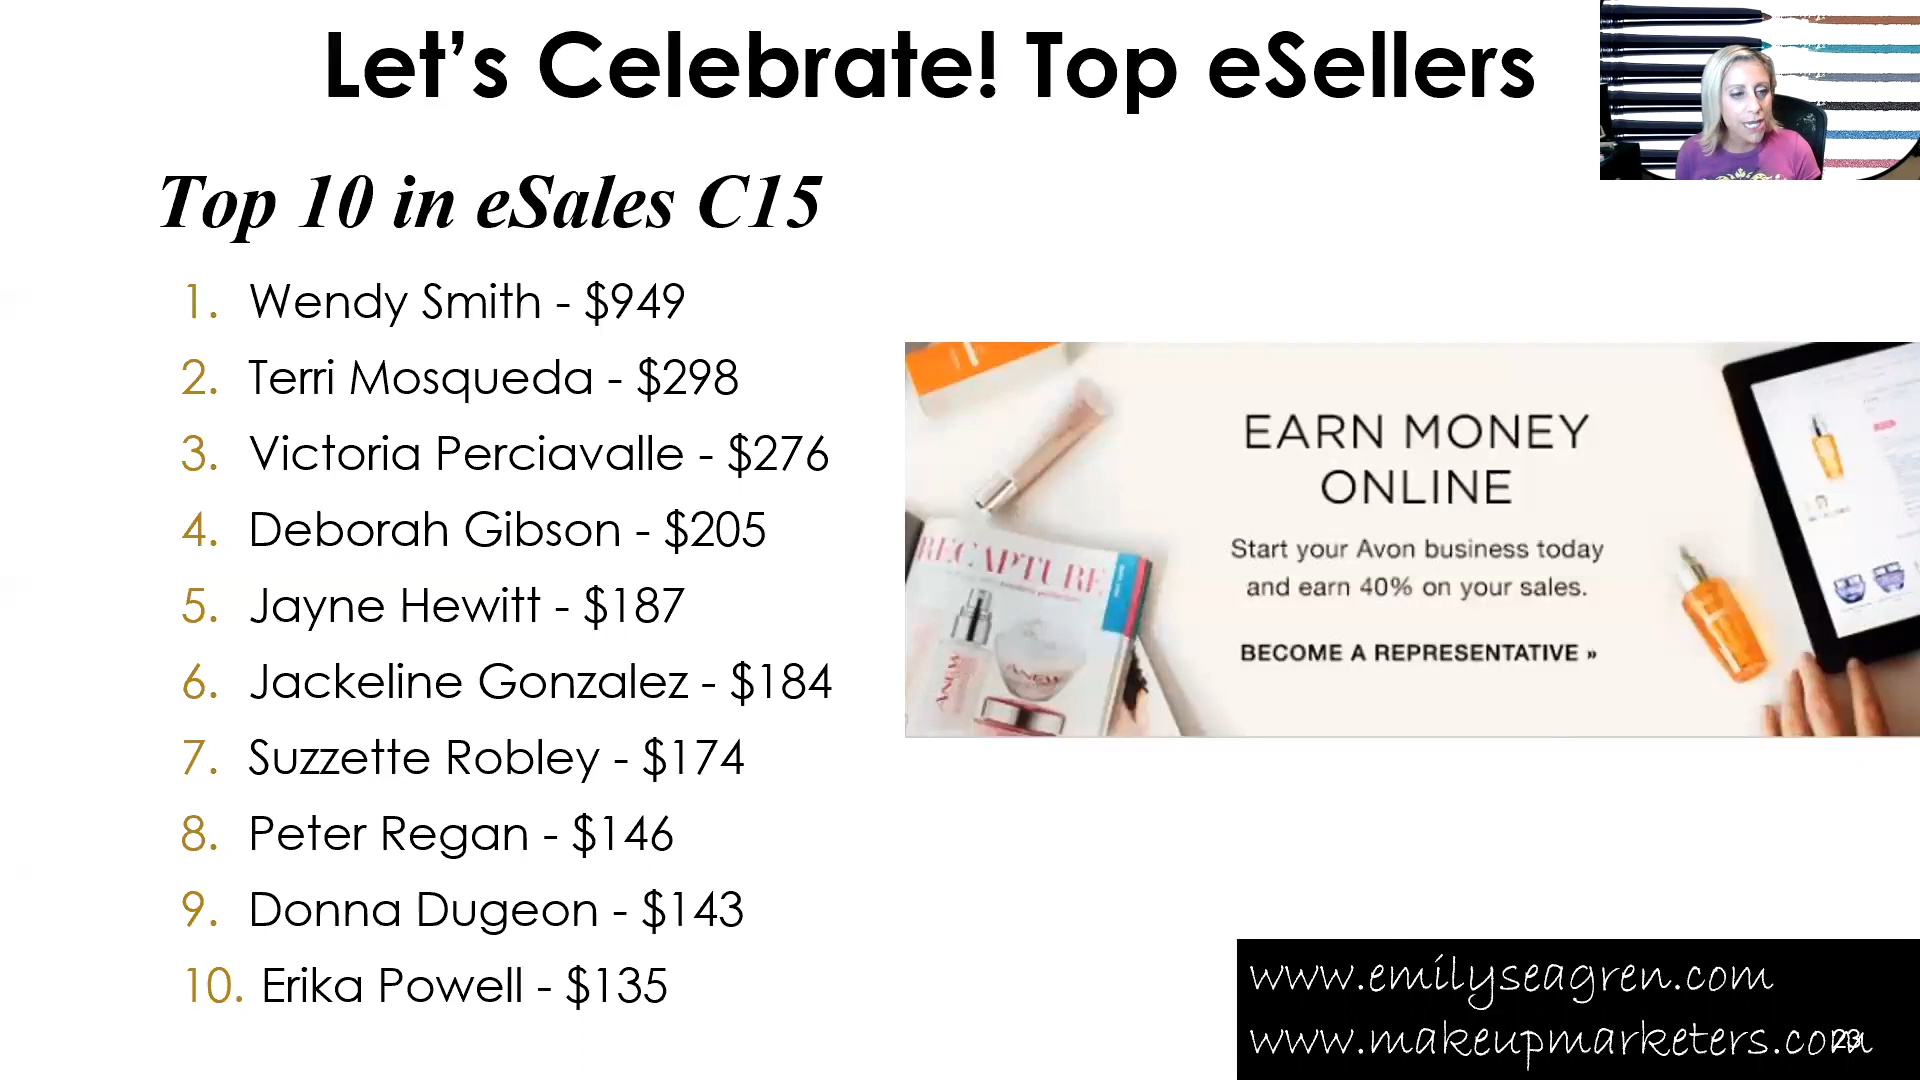 Let's Celebrate! Top eSellers
Top 10 in eSales C15
1. Wendy Smith - $949
2. Terri Mosqueda - $298
3. Victoria Perciavalle - $276
4. Deborah Gibson - $205
5. Jayne Hewitt - $187
6. Jackeline Gonzalez - $184
7. Suzzette Robley - $174
8. Peter Regan - $146
9. Donna Dugeon - $143
10. Erika Powell - $135
EARN MONEY
ONLINE
Start your Avon business today
and earn 40% on your sales.
BECOME A REPRESENTATIVE »
RECAPTURE
ANEW
ANEW
www.emilyseagren.com
www.makeupmarketers.com
23